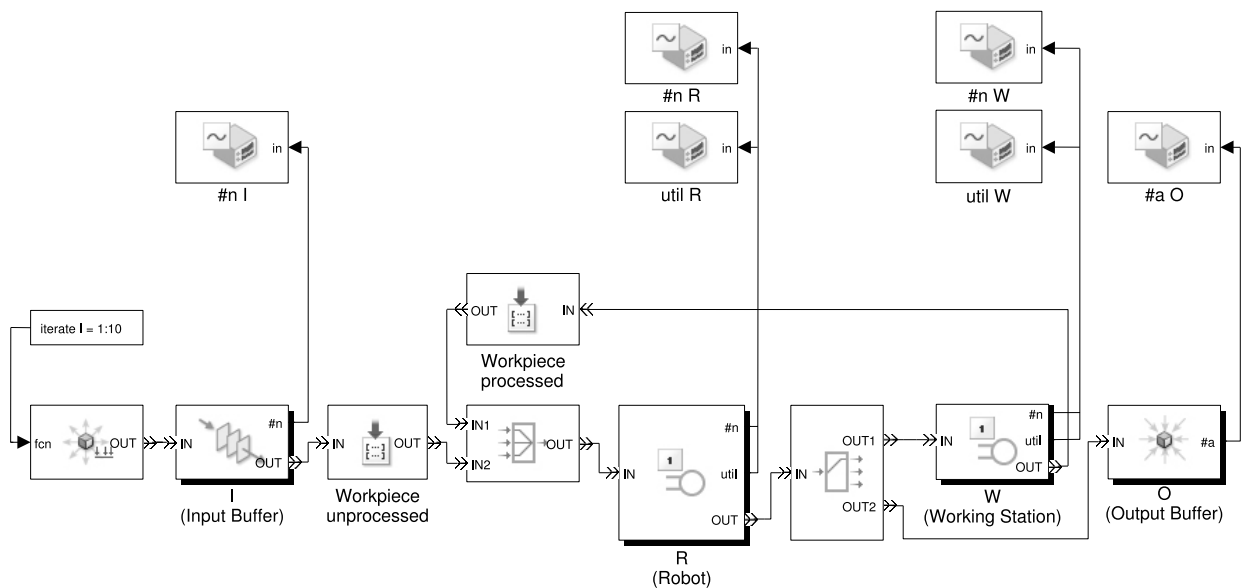 in
#n R
in
#n W
in
#n I
in
util R
in
util W
in
#a O
iterate I = 1:10
OUT
[...]
[...]
IN
Workpiece
processed
fcn
OUT
IN
#n
OUT
I
(Input Buffer)
IN
[...]
[...]
OUT
Workpiece
unprocessed
IN1
IN2
OUT
IN
1
#n
util
OUT
R
(Robot)
IN
OUT1
OUT2
IN
1
#n
util
OUT
W
(Working Station)
IN
#a
O
(Output Buffer)